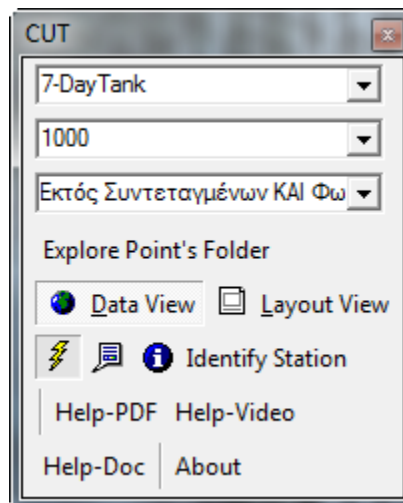 CUT
7-DayTank
1000
Εκτός Συντεταγμένων ΚΑΙ Φω
Explore Point's Folder
Data View Layout View
Identify Station
Help-PDF Help-Video
Help-Doc About